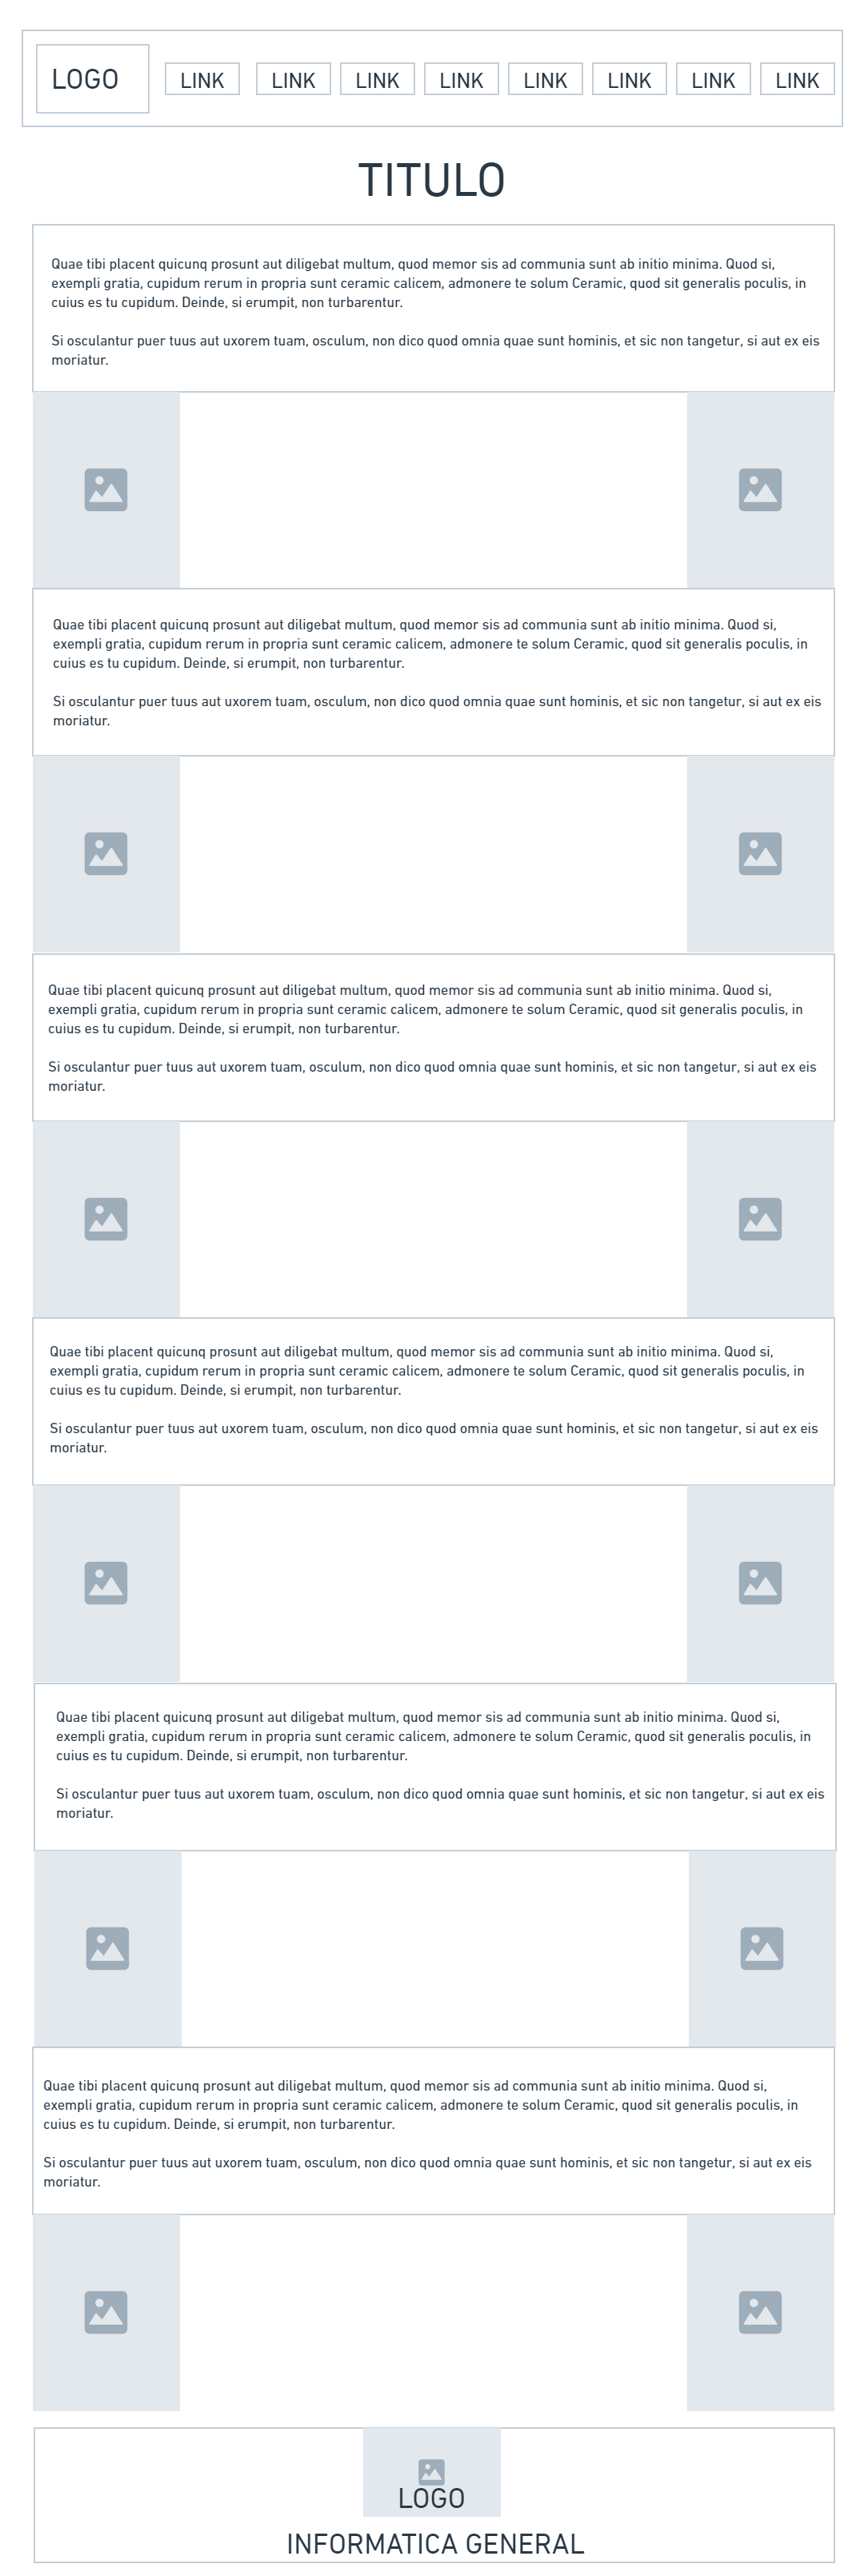 LOGO LINK LINK LINK LINK LINK LINK LINK LINK
TITULO
Quae tibi placent quicunq prosunt aut diligebat multum, quod memor sis ad communia sunt ab initio minima. Quod si,
exempli gratia, cupidum rerum in propria sunt ceramic calicem, admonere te solum Ceramic, quod sit generalis poculis, in
cuius es tu cupidum. Deinde, si erumpit, non turbarentur.
Si osculantur puer tuus aut uxorem tuam, osculum, non dico quod omnia quae sunt hominis, et sic non tangetur, si aut ex eis
moriatur.
Quae tibi placent quicunq prosunt aut diligebat multum, quod memor sis ad communia sunt ab initio minima. Quod si,
exempli gratia, cupidum rerum in propria sunt ceramic calicem, admonere te solum Ceramic, quod sit generalis poculis, in
cuius es tu cupidum. Deinde, si erumpit, non turbarentur.
Si osculantur puer tuus aut uxorem tuam, osculum, non dico quod omnia quae sunt hominis, et sic non tangetur, si aut ex eis
moriatur.
Quae tibi placent quicunq prosunt aut diligebat multum, quod memor sis ad communia sunt ab initio minima. Quod si,
exempli gratia, cupidum rerum in propria sunt ceramic calicem, admonere te solum Ceramic, quod sit generalis poculis, in
cuius es tu cupidum. Deinde, si erumpit, non turbarentur.
Si osculantur puer tuus aut uxorem tuam, osculum, non dico quod omnia quae sunt hominis, et sic non tangetur, si aut ex eis
moriatur.
Quae tibi placent quicunq prosunt aut diligebat multum, quod memor sis ad communia sunt ab initio minima. Quod si,
exempli gratia, cupidum rerum in propria sunt ceramic calicem, admonere te solum Ceramic, quod sit generalis poculis, in
cuius es tu cupidum. Deinde, si erumpit, non turbarentur.
Si osculantur puer tuus aut uxorem tuam, osculum, non dico quod omnia quae sunt hominis, et sic non tangetur, si aut ex eis
moriatur.
Quae tibi placent quicunq prosunt aut diligebat multum, quod memor sis ad communia sunt ab initio minima. Quod si,
exempli gratia, cupidum rerum in propria sunt ceramic calicem, admonere te solum Ceramic, quod sit generalis poculis, in
cuius es tu cupidum. Deinde, si erumpit, non turbarentur.
Si osculantur puer tuus aut uxorem tuam, osculum, non dico quod omnia quae sunt hominis, et sic non tangetur, si aut ex eis
moriatur.
Quae tibi placent quicunq prosunt aut diligebat multum, quod memor sis ad communia sunt ab initio minima. Quod si,
exempli gratia, cupidum rerum in propria sunt ceramic calicem, admonere te solum Ceramic, quod sit generalis poculis, in
cuius es tu cupidum. Deinde, si erumpit, non turbarentur.
Si osculantur puer tuus aut uxorem tuam, osculum, non dico quod omnia quae sunt hominis, et sic non tangetur, si aut ex eis
moriatur.
LOGO
INFORMATICA GENERAL